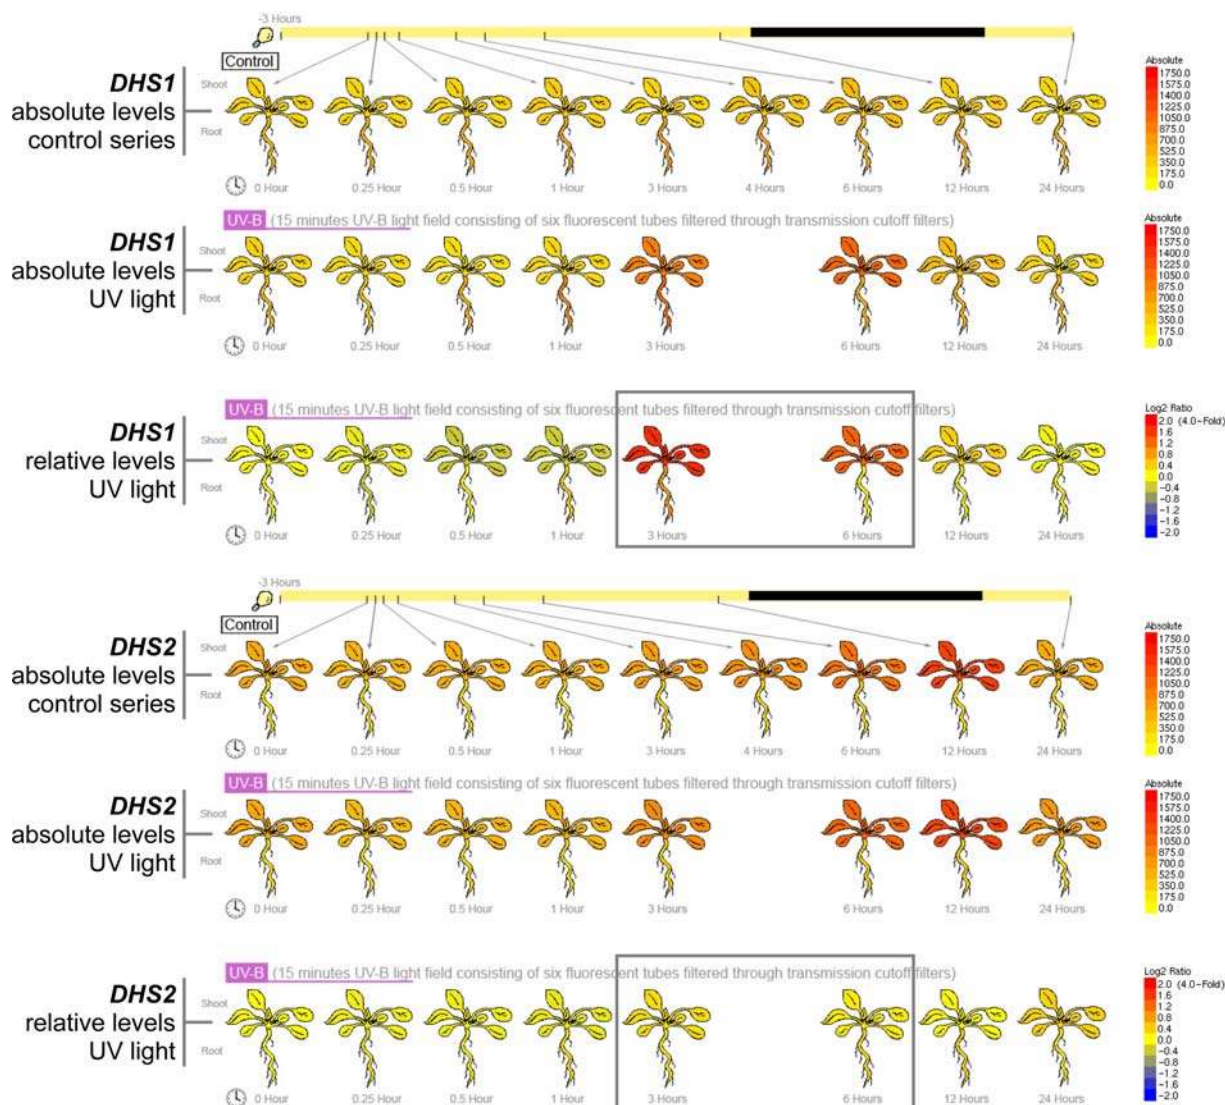 -3 Hours
Control
DHS1
absolute levels
control series
Shoot
Root
0 Hour 0.25 Hour 0.5 Hour 1 Hour 3 Hours 4 Hours 6 Hours 12 Hours 24 Hours
Absolute
1750.0
1575.0
1400.0
1225.0
1050.0
875.0
700.0
525.0
350.0
175.0
0.0
UV-B (15 minutes UV-B light field consisting of six fluorescent tubes filtered through transmission cutoff filters)
DHS1
absolute levels
UV light
Shoot
Root
0 Hour 0.25 Hour 0.5 Hour 1 Hour 3 Hours 6 Hours 12 Hours 24 Hours
Absolute
1750.0
1575.0
1400.0
1225.0
1050.0
875.0
700.0
525.0
350.0
175.0
0.0
UV-B (15 minutes UV-B light field consisting of six fluorescent tubes filtered through transmission cutoff filters)
DHS1
relative levels
UV light
Shoot
Root
0 Hour 0.25 Hour 0.5 Hour 1 Hour 3 Hours 6 Hours 12 Hours 24 Hours
Log2 Ratio
2.0 (4.0-Fold)
1.6
1.2
0.8
0.4
0.0
-0.4
-0.8
-1.2
-1.6
-2.0
-3 Hours
Control
DHS2
absolute levels
control series
Shoot
Root
0 Hour 0.25 Hour 0.5 Hour 1 Hour 3 Hours 4 Hours 6 Hours 12 Hours 24 Hours
Absolute
1750.0
1575.0
1400.0
1225.0
1050.0
875.0
700.0
525.0
350.0
175.0
0.0
UV-B (15 minutes UV-B light field consisting of six fluorescent tubes filtered through transmission cutoff filters)
DHS2
absolute levels
UV light
Shoot
Root
0 Hour 0.25 Hour 0.5 Hour 1 Hour 3 Hours 6 Hours 12 Hours 24 Hours
Absolute
1750.0
1575.0
1400.0
1225.0
1050.0
875.0
700.0
525.0
350.0
175.0
0.0
UV-B (15 minutes UV-B light field consisting of six fluorescent tubes filtered through transmission cutoff filters)
DHS2
relative levels
UV light
Shoot
Root
0 Hour 0.25 Hour 0.5 Hour 1 Hour 3 Hours 6 Hours 12 Hours 24 Hours
Log2 Ratio
2.0 (4.0-Fold)
1.6
1.2
0.8
0.4
0.0
-0.4
-0.8
-1.2
-1.6
-2.0